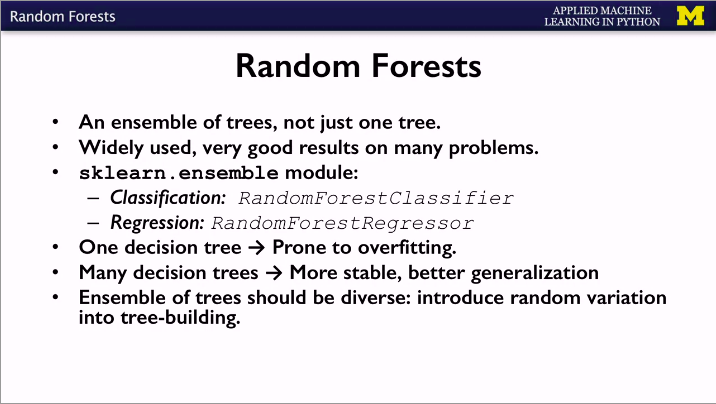 Random Forests
APPLIED MACHINE
LEARNING IN PYTHON
M
Random Forests
• An ensemble of trees, not just one tree.
• Widely used, very good results on many problems.
• sklearn.ensemble module:
– Classification: RandomForestClassifier
– Regression: RandomForestRegressor
• One decision tree → Prone to overfitting.
• Many decision trees → More stable, better generalization
• Ensemble of trees should be diverse: introduce random variation
into tree-building.